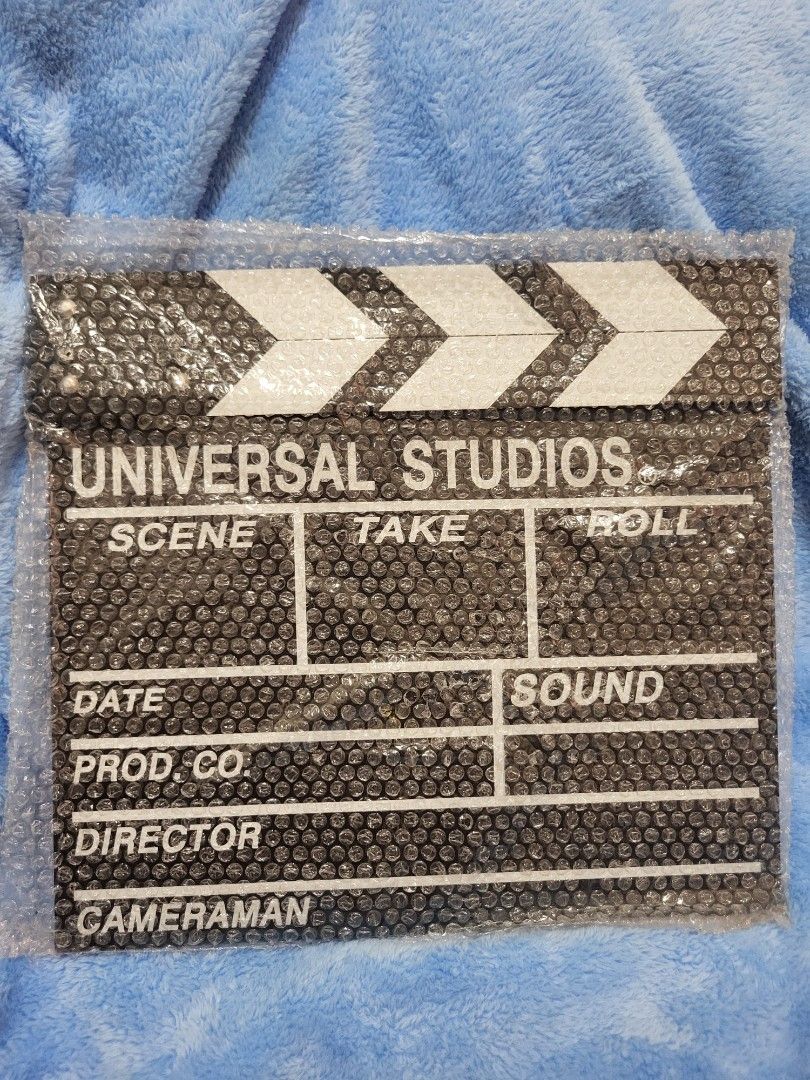 UNIVERSAL STUDIOS
SCENE TAKE ROLL
DATE SOUND
PROD. CO.
DIRECTOR
CAMERAMAN